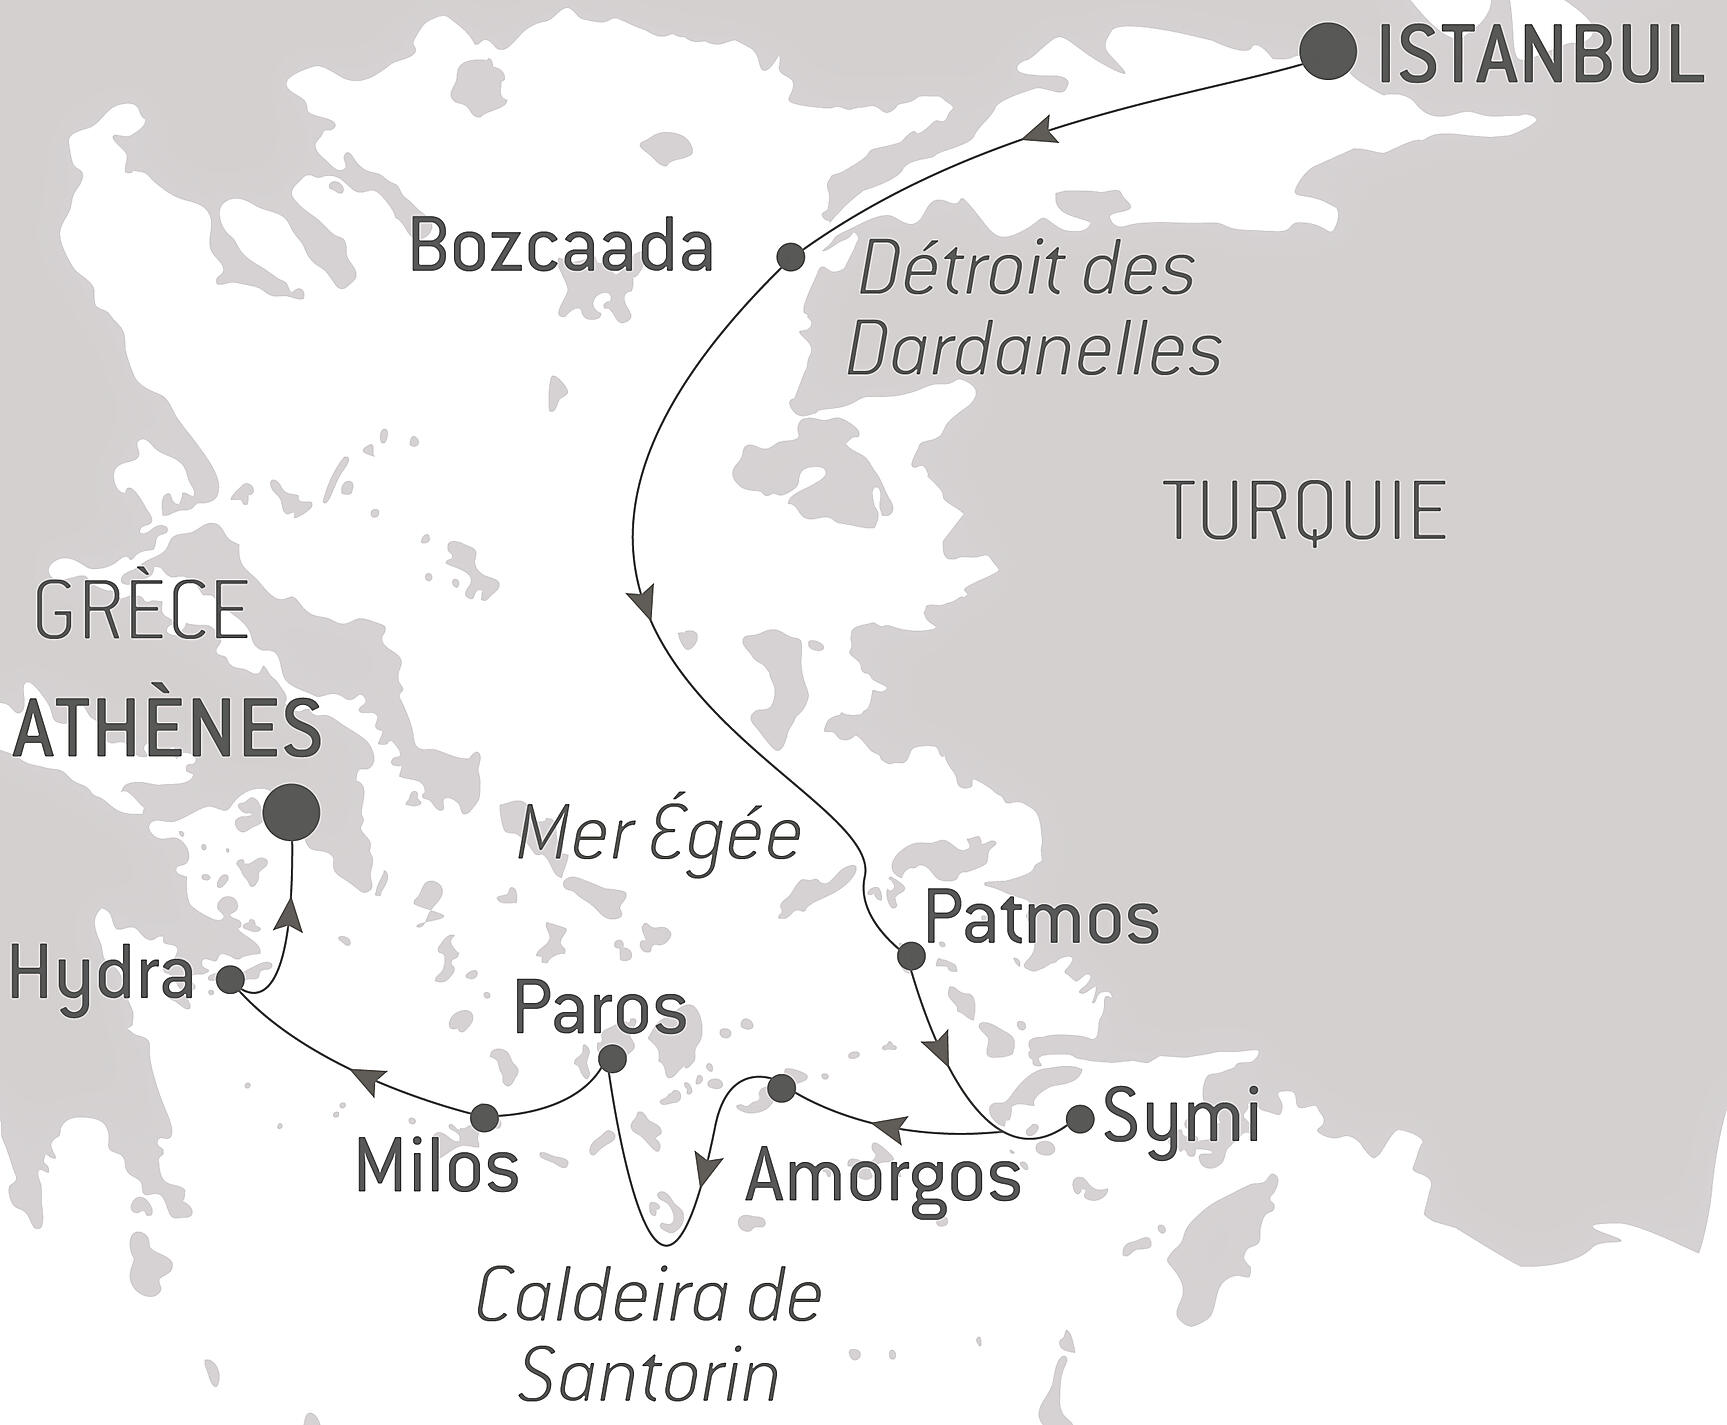 ISTANBUL
Bozcaada
Détroit des
Dardanelles
TURQUIE
GRÈCE
ATHÈNES
Mer Égée
Patmos
Hydra
Paros
Symi
Milos
Amorgos
Caldeira de
Santorin